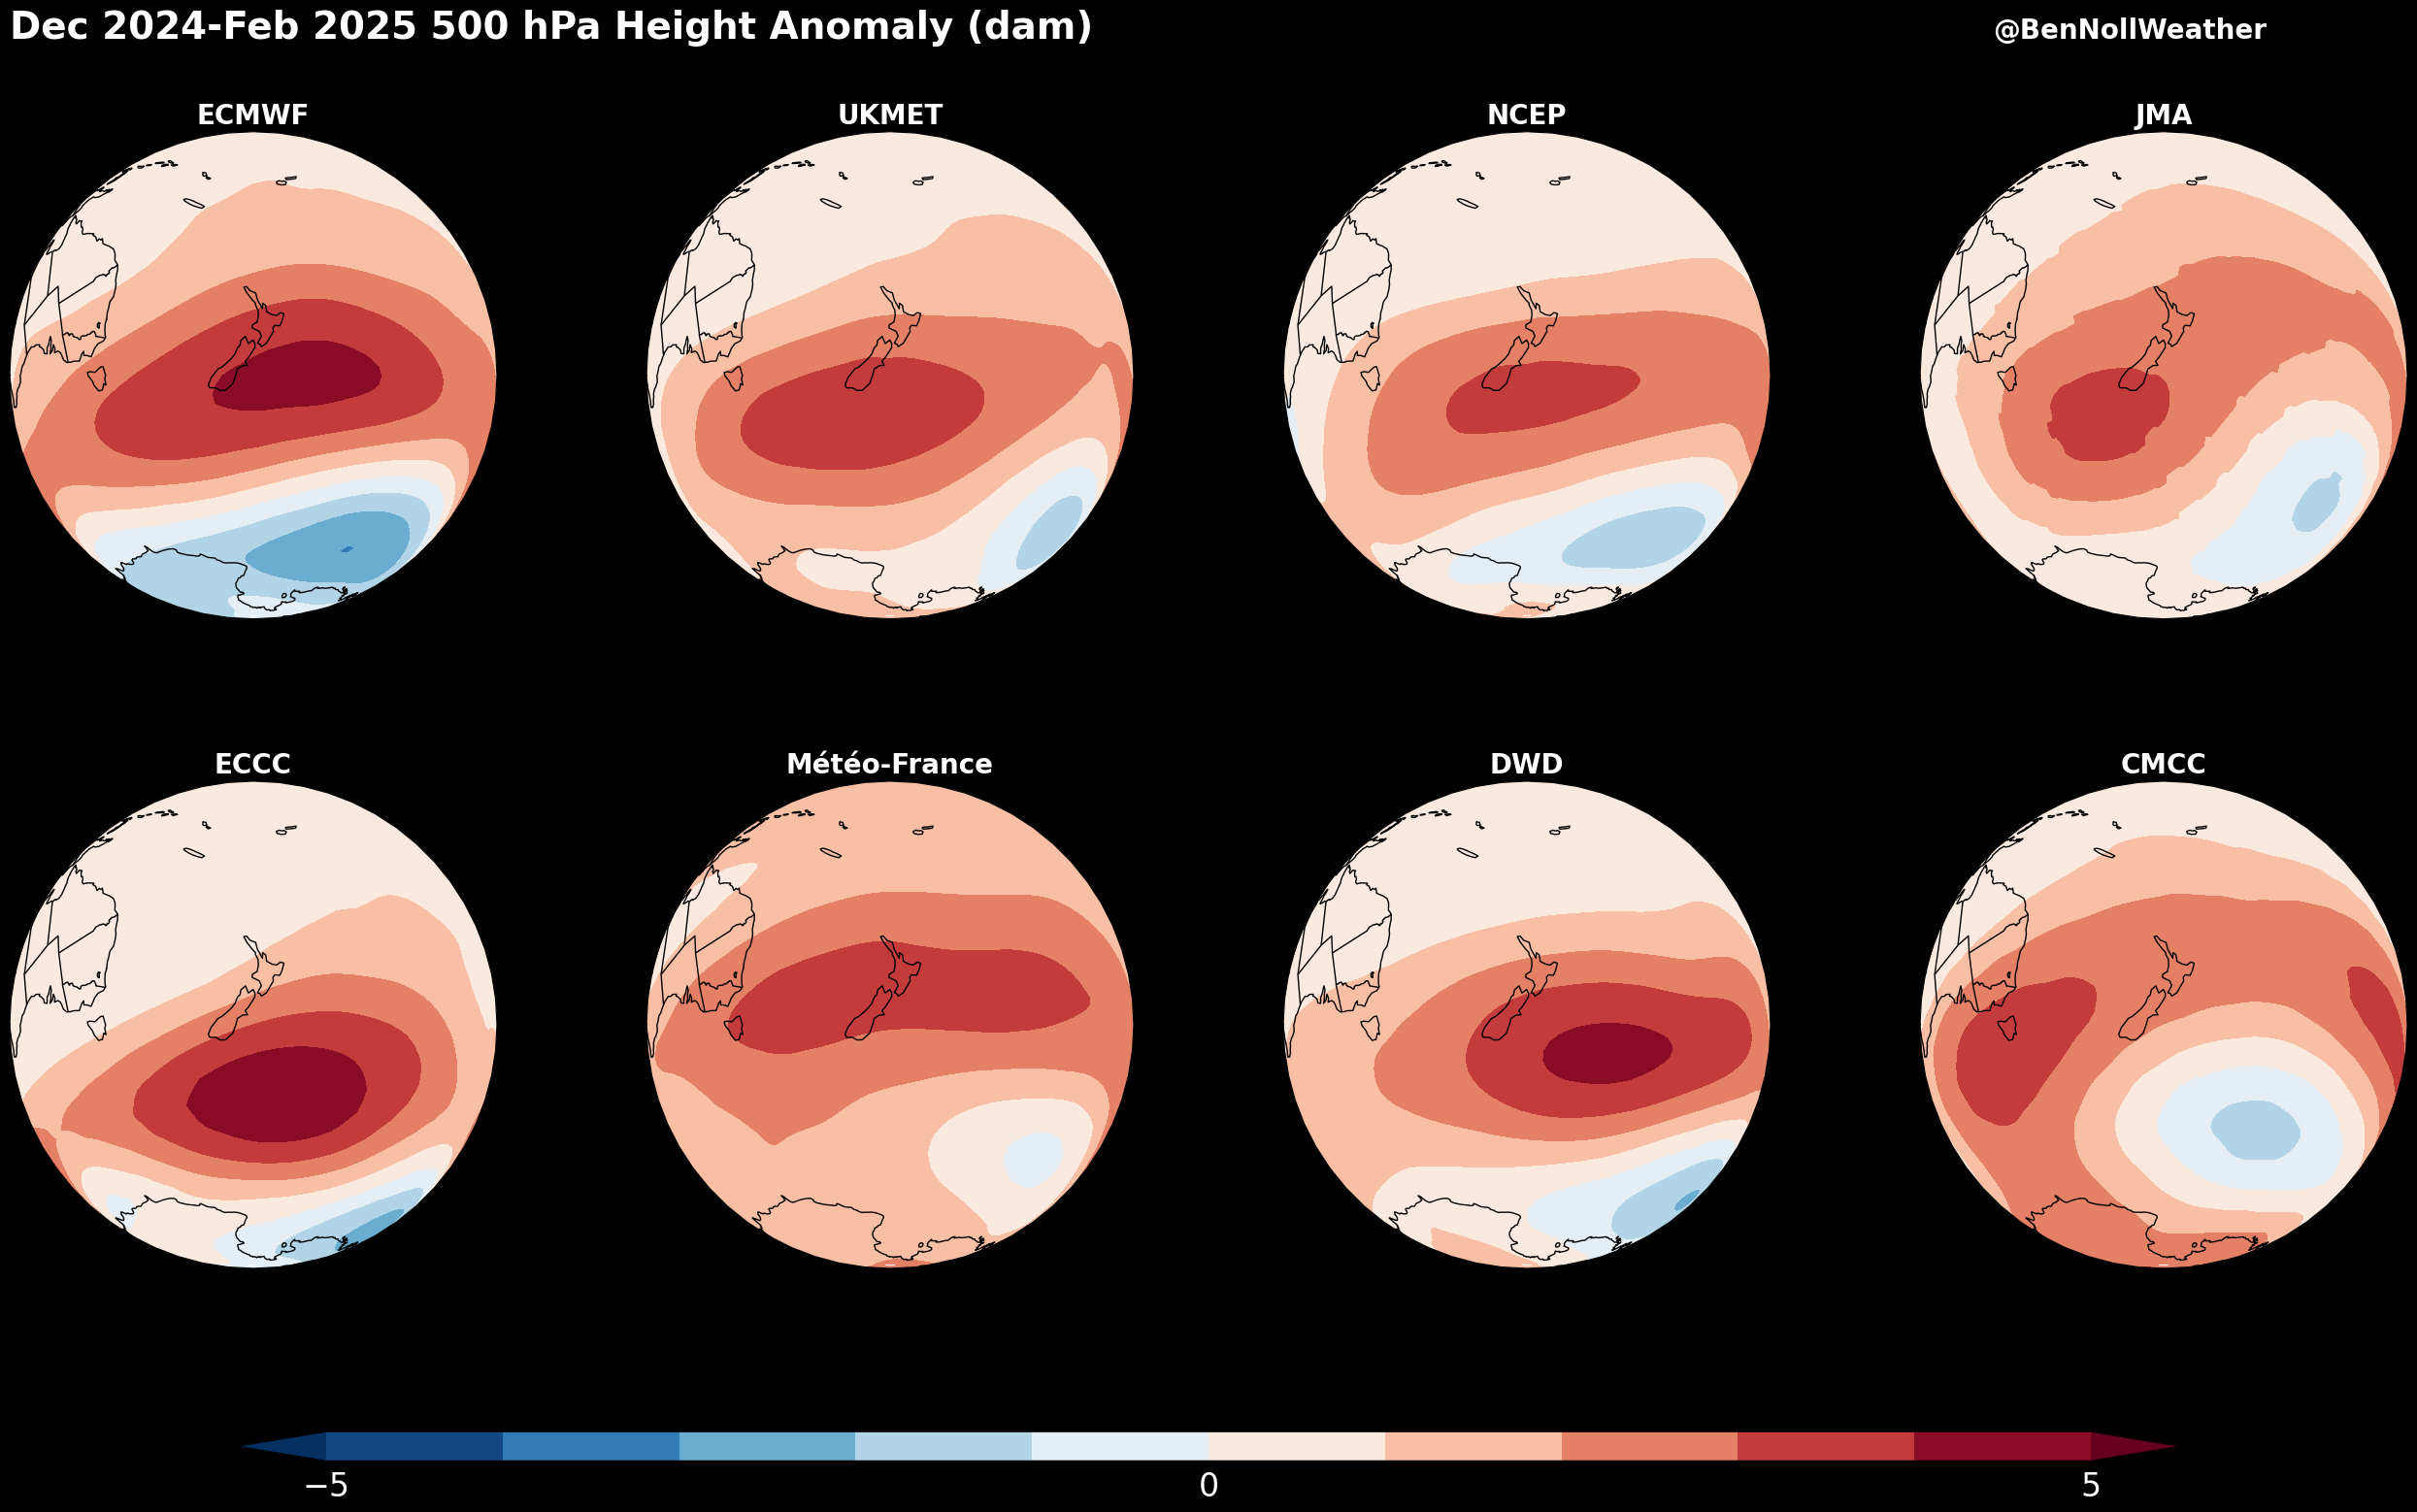 Dec 2024-Feb 2025 500 hPa Height Anomaly (dam)
@BenNollWeather
ECMWF
UKMET
NCEP
JMA
ECCC
Météo-France
DWD
CMCC
−5
0
5